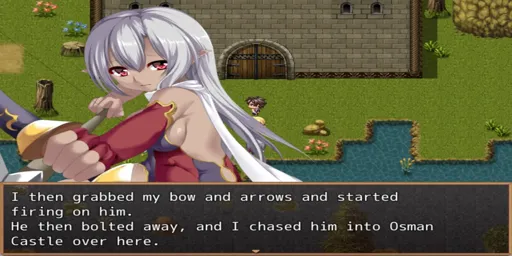 I then grabbed my bow and arrows and started
firing on him.
He then bolted away, and I chased him into Osman
Castle over here.